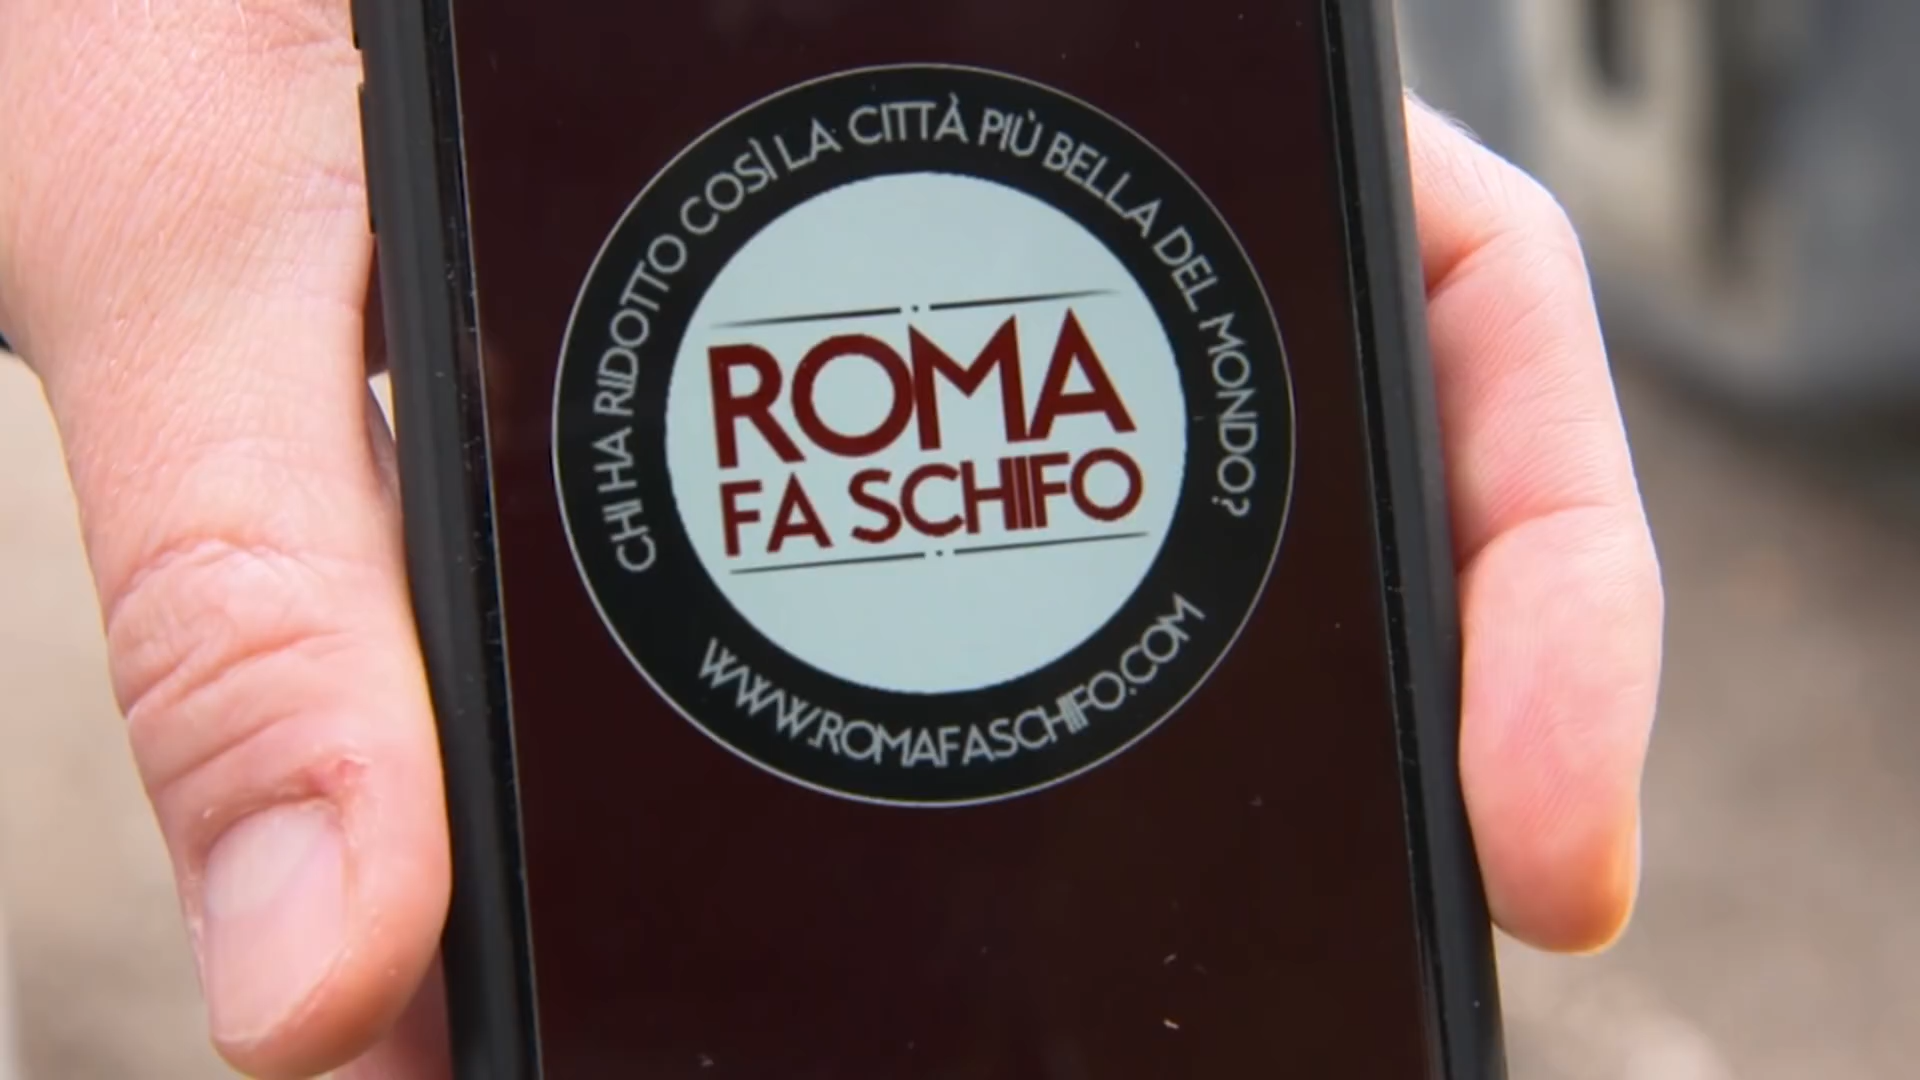 CHI HA RIDOTTO COSÌ LA CITTÀ PIÙ BELLA DEL MONDO?
ROMA
FA SCHIFO
WWW.ROMAFASCHIFO.COM